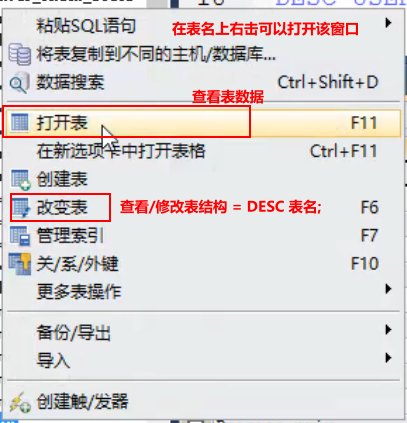 粘贴SQL语句
在表名上右击可以打开该窗口
将表复制到不同的主机/数据库...
数据搜索 Ctrl+Shift+D
查看表数据
打开表 F11
在新选项卡中打开表格 Ctrl+F11
创建表
改变表 查看/修改表结构 = DESC 表名; F6
管理索引 F7
关/系/外键 F10
更多表操作
备份/导出
导入
创建触/发器